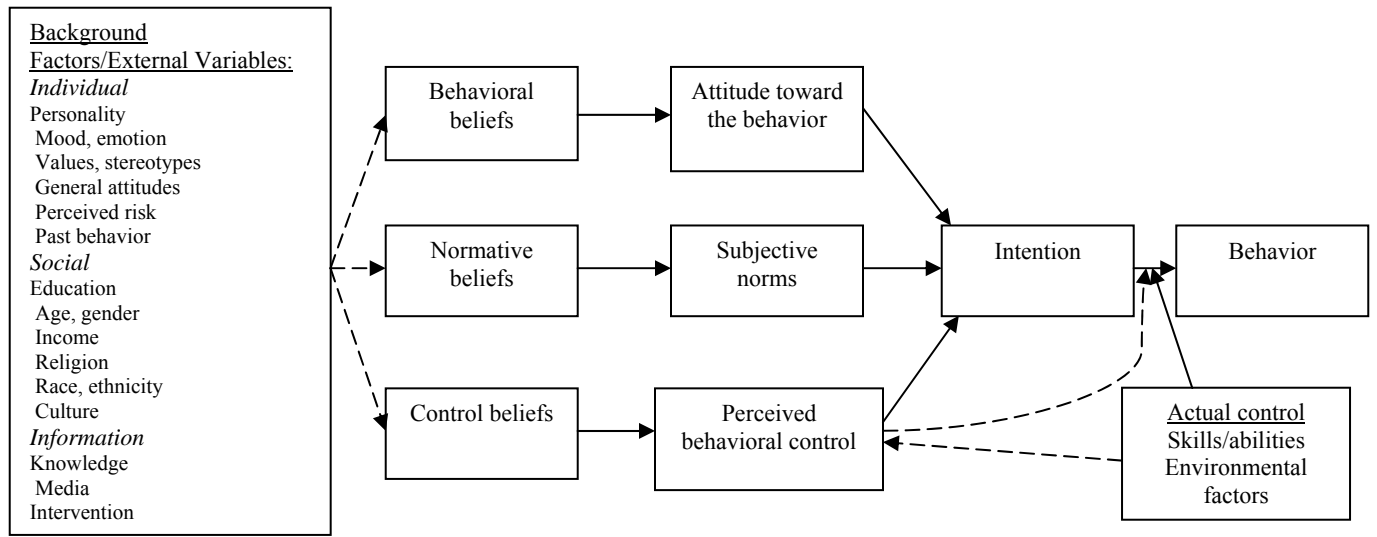 Background
Factors/External Variables:
Individual
Personality
Mood, emotion
Values, stereotypes
General attitudes
Perceived risk
Past behavior
Social
Education
Age, gender
Income
Religion
Race, ethnicity
Culture
Information
Knowledge
Media
Intervention
Behavioral
beliefs
Attitude toward
the behavior
Normative
beliefs
Subjective
norms
Intention
Behavior
Control beliefs
Perceived
behavioral control
Actual control
Skills/abilities
Environmental
factors